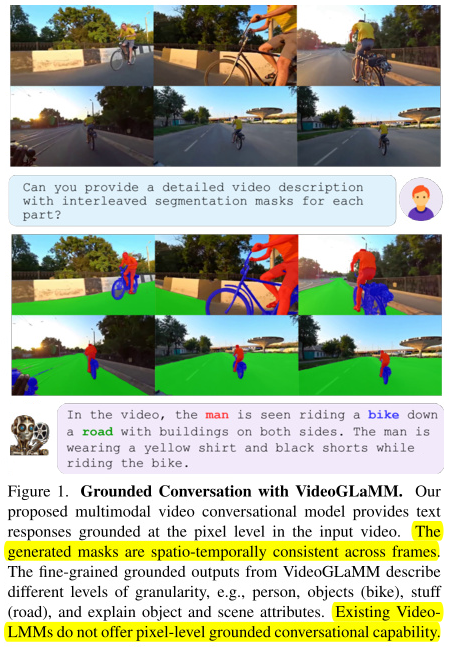 Can you provide a detailed video description
with interleaved segmentation masks for each
part?
In the video, the man is seen riding a bike down
a road with buildings on both sides. The man is
wearing a yellow shirt and black shorts while
riding the bike.
Figure 1. Grounded Conversation with VideoGLaMM. Our
proposed multimodal video conversational model provides text
responses grounded at the pixel level in the input video. The
generated masks are spatio-temporally consistent across frames.
The fine-grained grounded outputs from VideoGLaMM describe
different levels of granularity, e.g., person, objects (bike), stuff
(road), and explain object and scene attributes. Existing Video-
LMMs do not offer pixel-level grounded conversational capability.